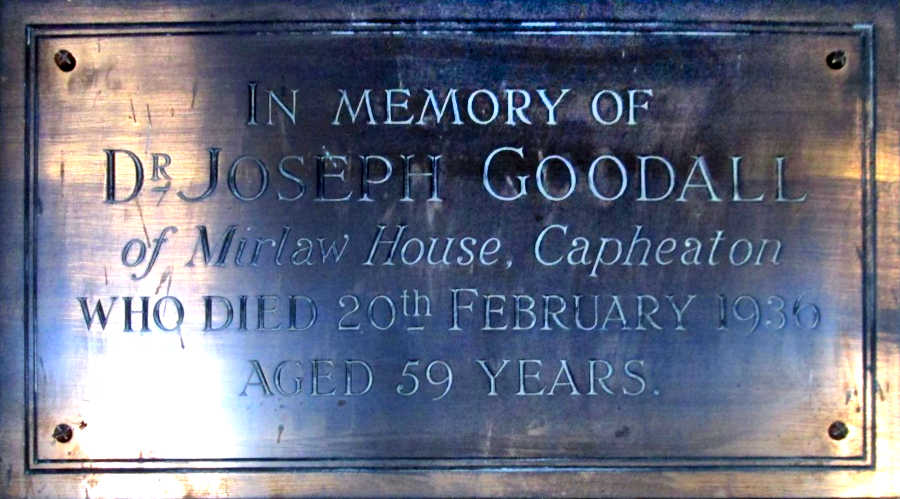 IN MEMORY OF
DR JOSEPH GOODALL
of Mirlaw House, Capheaton
WHO DIED 20th FEBRUARY 1936
AGED 59 YEARS.